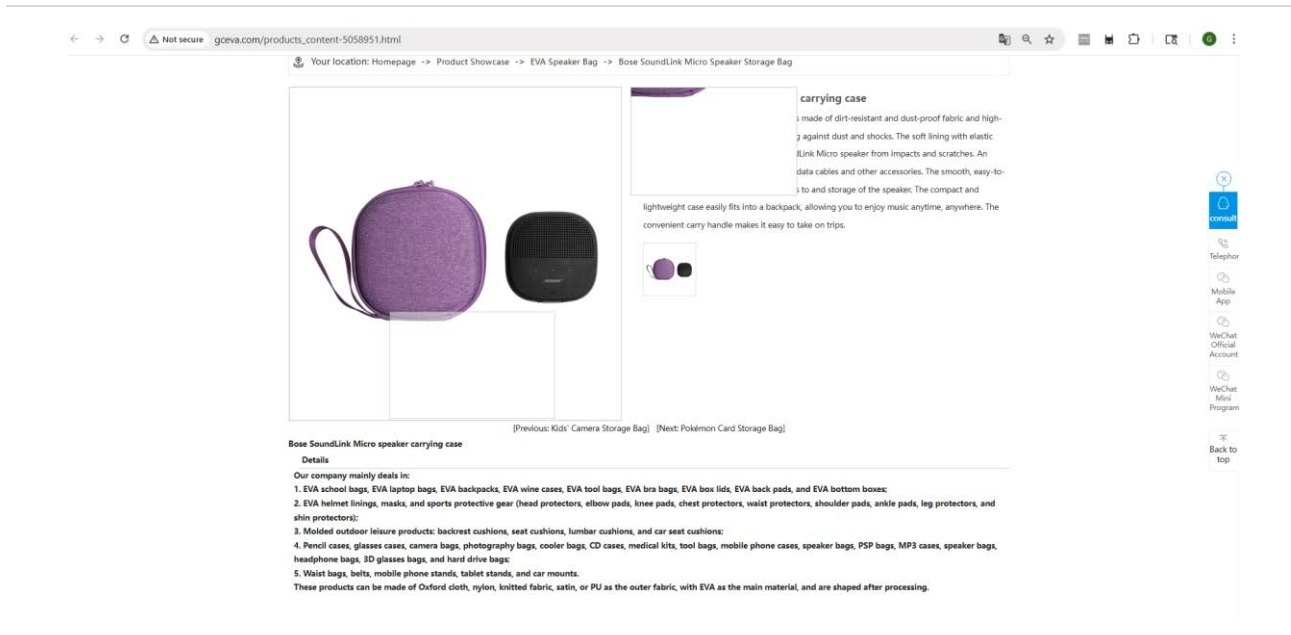 Not secure gceva.com/products_content-5058951.html
G
Your location: Homepage -> Product Showcase -> EVA Speaker Bag -> Bose SoundLink Micro Speaker Storage Bag
carrying case
made of dirt-resistant and dust-proof fabric and high-
against dust and shocks. The soft lining with elastic
Link Micro speaker from impacts and scratches. An
data cables and other accessories. The smooth, easy-to-
to and storage of the speaker. The compact and
lightweight case easily fits into a backpack, allowing you to enjoy music anytime, anywhere. The
convenient carry handle makes it easy to take on trips.
BOSE
consult
Telephor
Mobile
App
WeChat
Official
Account
WeChat
Mini
Program
Back to
top
[Previous: Kids' Camera Storage Bag] [Next: Pokémon Card Storage Bag]
Bose SoundLink Micro speaker carrying case
Details
Our company mainly deals in:
1. EVA school bags, EVA laptop bags, EVA backpacks, EVA wine cases, EVA tool bags, EVA bra bags, EVA box lids, EVA back pads, and EVA bottom boxes;
2. EVA helmet linings, masks, and sports protective gear (head protectors, elbow pads, knee pads, chest protectors, waist protectors, shoulder pads, ankle pads, leg protectors, and
shin protectors);
3. Molded outdoor leisure products: backrest cushions, seat cushions, lumbar cushions, and car seat cushions;
4. Pencil cases, glasses cases, camera bags, photography bags, cooler bags, CD cases, medical kits, tool bags, mobile phone cases, speaker bags, PSP bags, MP3 cases, speaker bags,
headphone bags, 3D glasses bags, and hard drive bags;
5. Waist bags, belts, mobile phone stands, tablet stands, and car mounts.
These products can be made of Oxford cloth, nylon, knitted fabric, satin, or PU as the outer fabric, with EVA as the main material, and are shaped after processing.